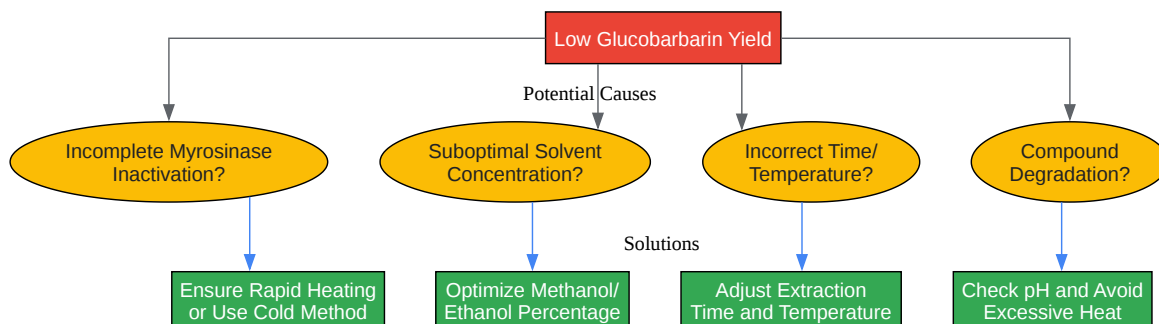 Low Glucobarbarin Yield
Potential Causes
Incomplete Myrosinase
Inactivation?
Suboptimal Solvent
Concentration?
Incorrect Time/
Temperature?
Compound
Degradation?
Solutions
Ensure Rapid Heating
or Use Cold Method
Optimize Methanol/
Ethanol Percentage
Adjust Extraction
Time and Temperature
Check pH and Avoid
Excessive Heat